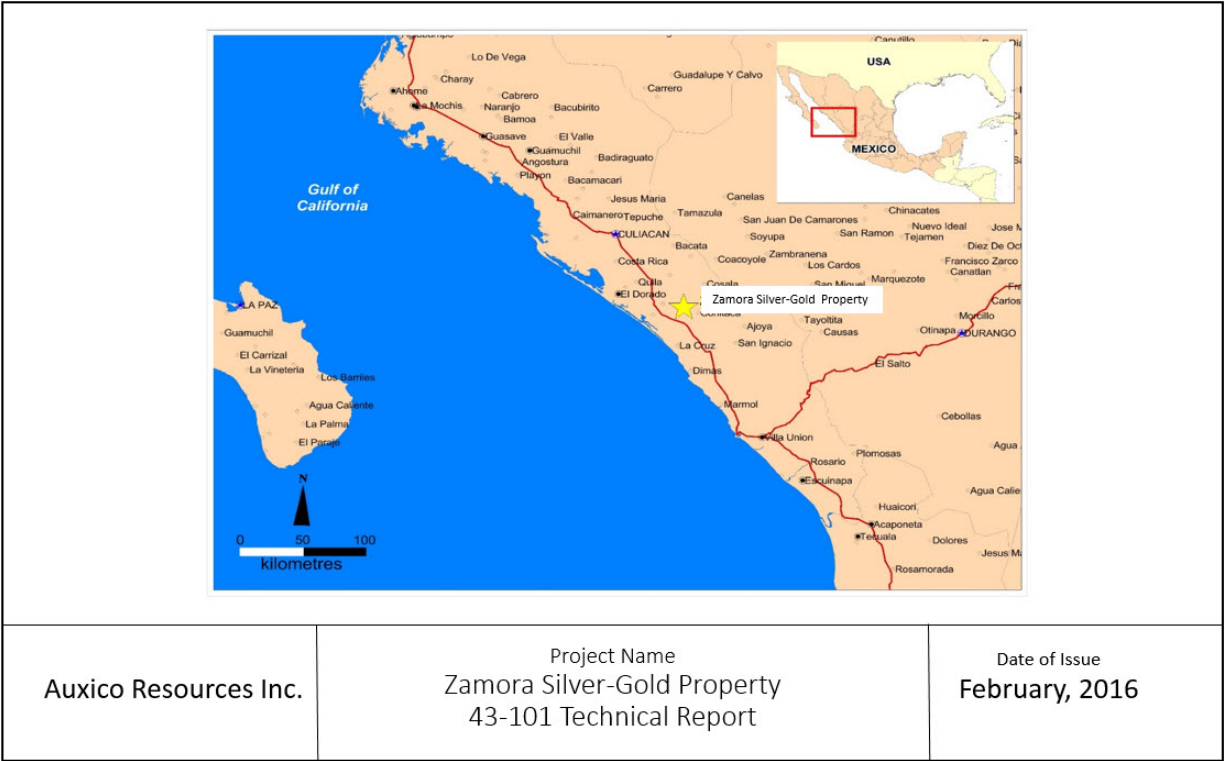 Lo De Vega
Canutillo
USA
Charay
Guadalupe Y Calvo
Ahome
Carrero
Cabrero
La Mochis
Naranjo
Bacubirito
Bamoa
Guasave
El Valle
MEXICO
Guamuchil
Badiraguato
Angostura
Playon
Bacamacari
Gulf of
California
Jesus Maria
Canelas
Chinacates
Caimanero
Tepuche
Tamazula
San Juan De Camarones
Nuevo Ideal
Jose M
CULIACAN
Soyupa
San Ramon
Tejamen
Bacata
Diez De Oct
Zambranena
Costa Rica
Coacoyole
Los Cardos
Francisco Zarco
Canatlan
Quila
Cosala
San Miguel
Marquezote
El Dorado
Zamora Silver-Gold Property
Carlos
LA PAZ
Conitaca
Morcillo
Tayoltita
Guamuchil
Ajoya
Causas
Otinapa
DURANGO
La Cruz
San Ignacio
El Carrizal
La Vineteria
Los Barriles
Dimas
El Salto
Agua Caliente
Marmol
Cebollas
La Palma
El Parajo
Villa Union
Agua
Plomosas
Rosario
N
Escuinapa
Agua Calie
Huaicori
Acaponeta
0 50 100
kilometres
Tecuala
Dolores
Jesus Ma
Rosamorada
Auxico Resources Inc.
Project Name
Zamora Silver-Gold Property
43-101 Technical Report
Date of Issue
February, 2016